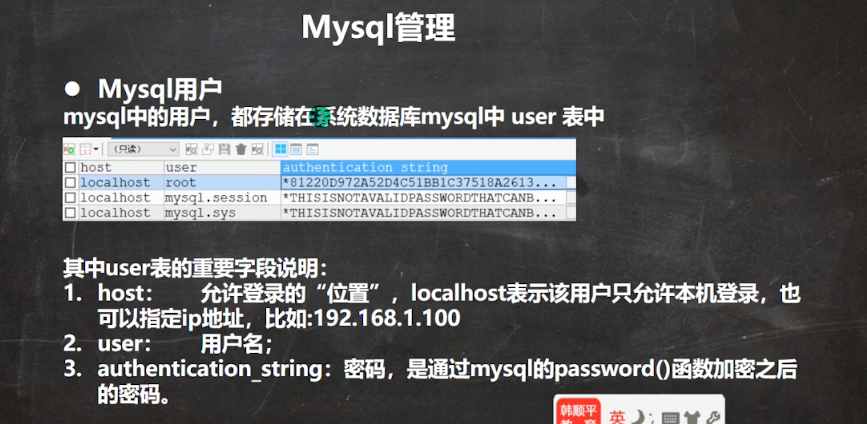 Mysql管理
● Mysql用户
mysql中的用户，都存储在系统数据库mysql中 user 表中
（只读）
host user authentication_string
localhost root *81220D972A52D4C51BB1C37518A2613...
localhost mysql.session *THISISNOTAVALIDPASSWORDTHATCANB...
localhost mysql.sys *THISISNOTAVALIDPASSWORDTHATCANB...
其中user表的重要字段说明：
1. host： 允许登录的“位置”，localhost表示该用户只允许本机登录，也
可以指定ip地址，比如:192.168.1.100
2. user： 用户名；
3. authentication_string：密码，是通过mysql的password()函数加密之后
的密码。
韩顺平
教育
英